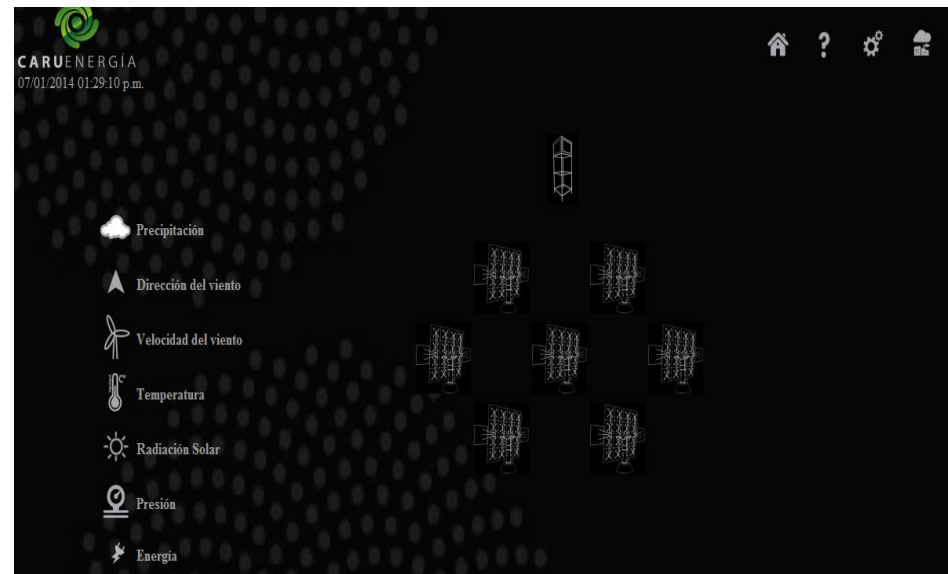 CARUENERGÍA
07/01/2014 01:29:10 p.m.
Precipitación
Dirección del viento
Velocidad del viento
C°
Temperatura
Radiación Solar
Presión
Energía